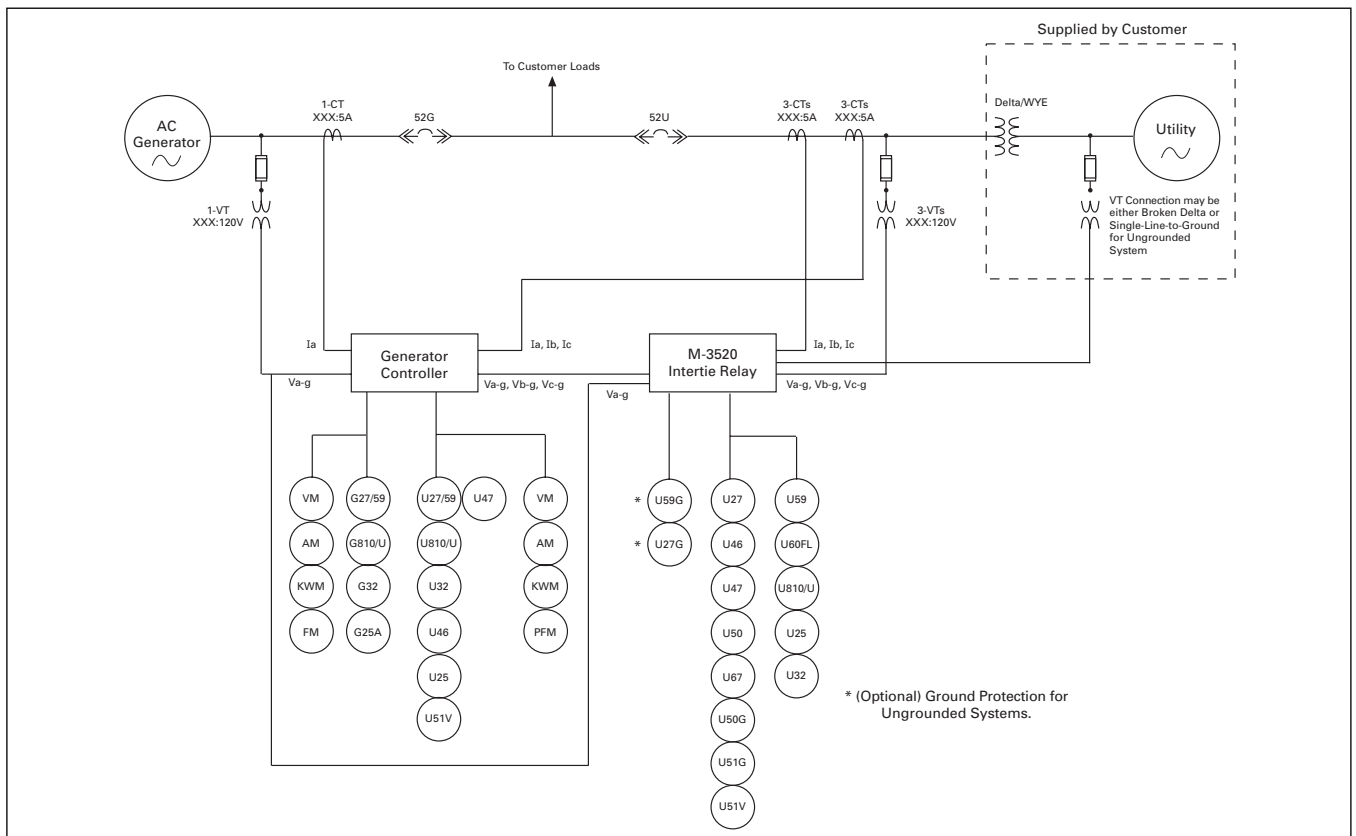 Supplied by Customer
To Customer Loads
AC
Generator
1-CT
XXX:5A
52G
52U
3-CTs
XXX:5A
3-CTs
XXX:5A
Delta/WYE
Utility
1-VT
XXX:120V
3-VTs
XXX:120V
VT Connection may be
either Broken Delta or
Single-Line-to-Ground
for Ungrounded
System
Ia
Generator
Controller
Ia, Ib, Ic
M-3520
Intertie Relay
Ia, Ib, Ic
Va-g
Va-g, Vb-g, Vc-g
Va-g
Va-g, Vb-g, Vc-g
VM
AM
KWM
FM
G27/59
G810/U
G32
G25A
U27/59
U47
U810/U
U32
U46
U25
U51V
VM
AM
KWM
PFM
* U59G
* U27G
U27
U46
U47
U50
U67
U50G
U51G
U51V
U59
U60FL
U810/U
U25
U32
* (Optional) Ground Protection for
Ungrounded Systems.